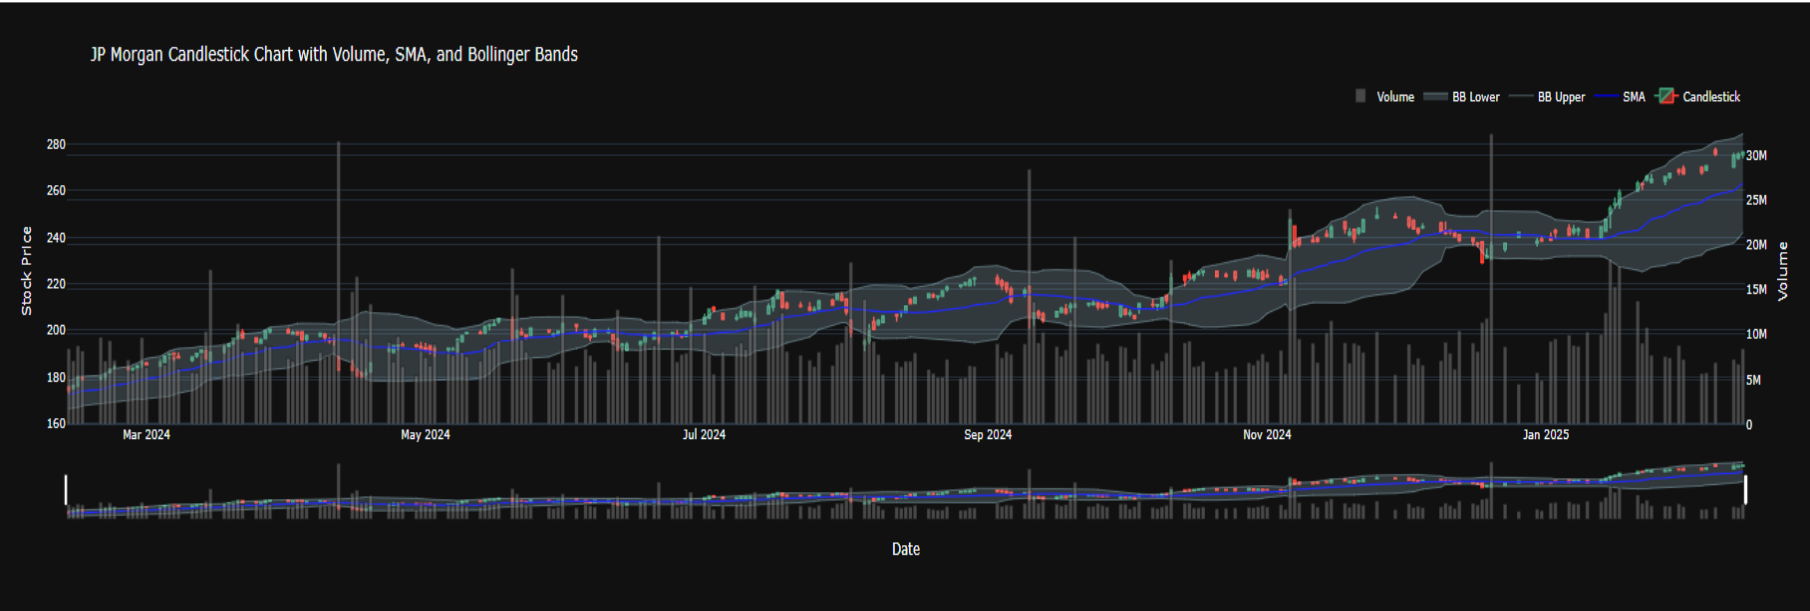 JP Morgan Candlestick Chart with Volume, SMA, and Bollinger Bands
Volume BB Lower BB Upper SMA Candlestick
280
260
240
220
200
180
160
Stock Price
30M
25M
20M
15M
10M
5M
0
Volume
Mar 2024 May 2024 Jul 2024 Sep 2024 Nov 2024 Jan 2025
Date